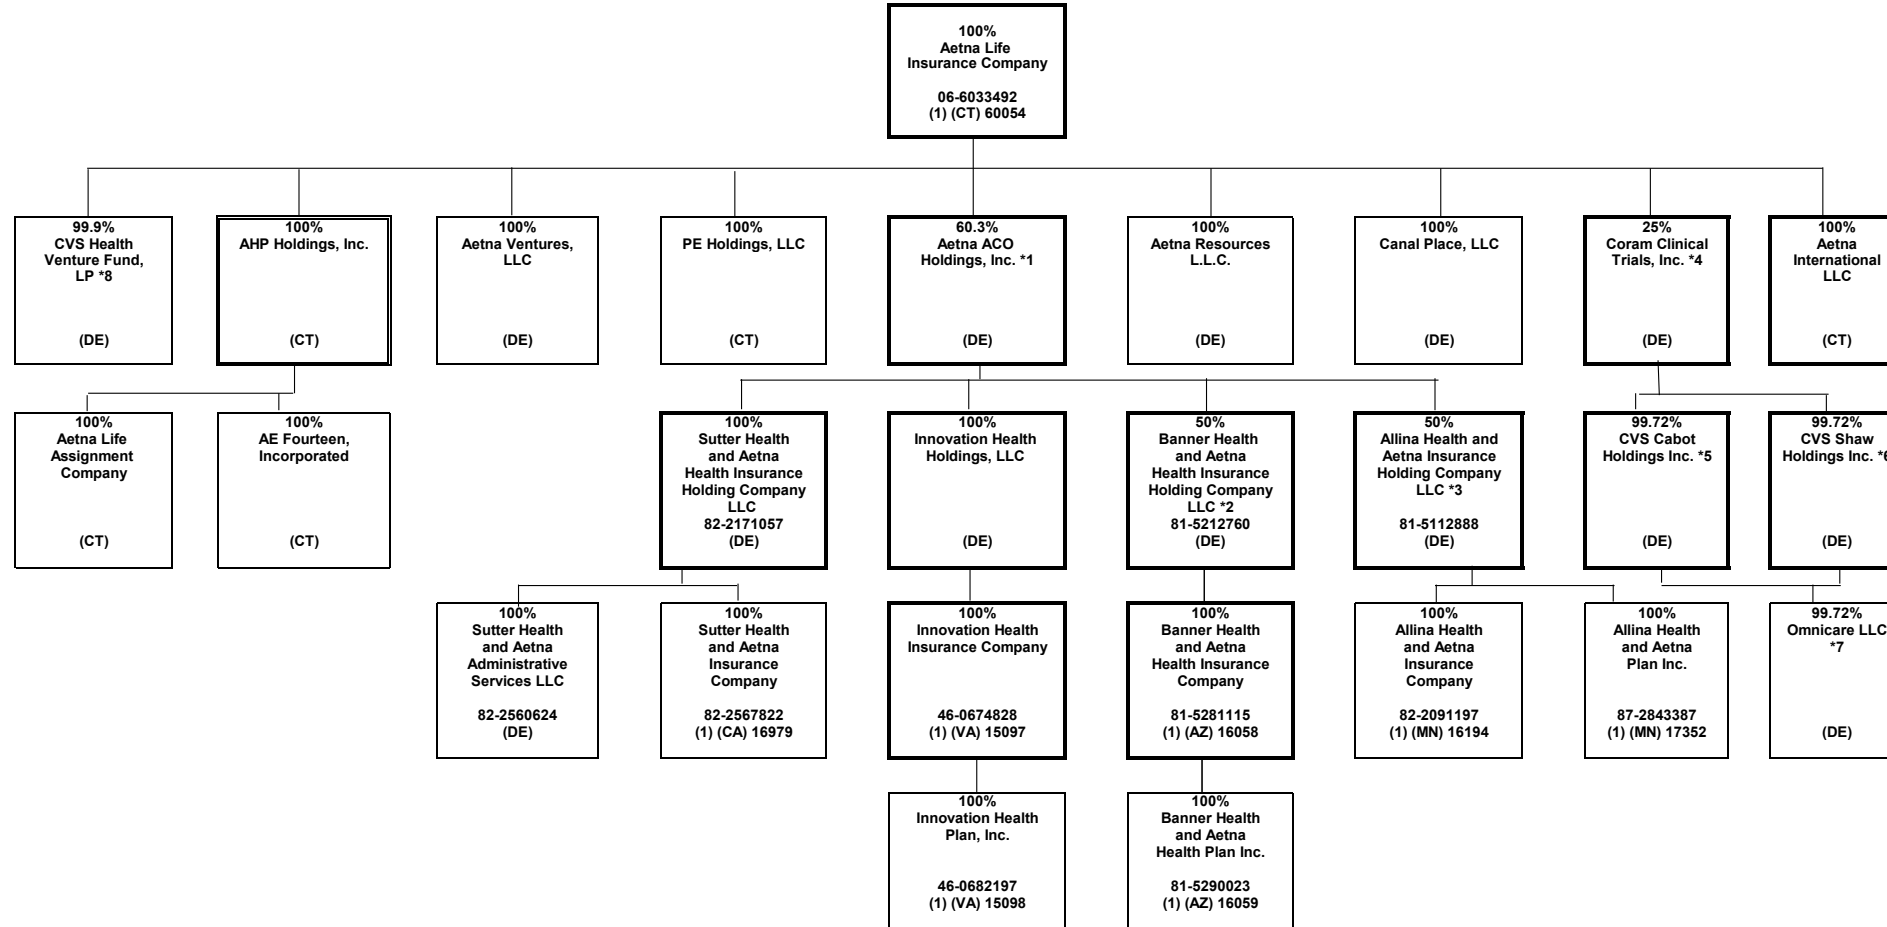 100%
Aetna Life
Insurance Company
06-6033492
(1) (CT) 60054
99.9%
CVS Health
Venture Fund,
LP *8
(DE)
100%
AHP Holdings, Inc.
(CT)
100%
Aetna Ventures,
LLC
(DE)
100%
PE Holdings, LLC
(CT)
60.3%
Aetna ACO
Holdings, Inc. *1
(DE)
100%
Aetna Resources
L.L.C.
(DE)
100%
Canal Place, LLC
(DE)
25%
Coram Clinical
Trials, Inc. *4
(DE)
100%
Aetna
International
LLC
(CT)
100%
Aetna Life
Assignment
Company
(CT)
100%
AE Fourteen,
Incorporated
(CT)
100%
Sutter Health
and Aetna
Health Insurance
Holding Company
LLC
82-2171057
(DE)
100%
Innovation Health
Holdings, LLC
(DE)
50%
Banner Health
and Aetna
Health Insurance
Holding Company
LLC *2
81-5212760
(DE)
50%
Allina Health and
Aetna Insurance
Holding Company
LLC *3
81-5112888
(DE)
99.72%
CVS Cabot
Holdings Inc. *5
(DE)
99.72%
CVS Shaw
Holdings Inc. *6
(DE)
100%
Sutter Health
and Aetna
Administrative
Services LLC
82-2560624
(DE)
100%
Sutter Health
and Aetna
Insurance
Company
82-2567822
(1) (CA) 16979
100%
Innovation Health
Insurance Company
46-0674828
(1) (VA) 15097
100%
Banner Health
and Aetna
Health Insurance
Company
81-5281115
(1) (AZ) 16058
100%
Allina Health
and Aetna
Insurance
Company
82-2091197
(1) (MN) 16194
100%
Allina Health
and Aetna
Plan Inc.
87-2843387
(1) (MN) 17352
99.72%
Omnicare LLC
*7
(DE)
100%
Innovation Health
Plan, Inc.
46-0682197
(1) (VA) 15098
100%
Banner Health
and Aetna
Health Plan Inc.
81-5290023
(1) (AZ) 16059